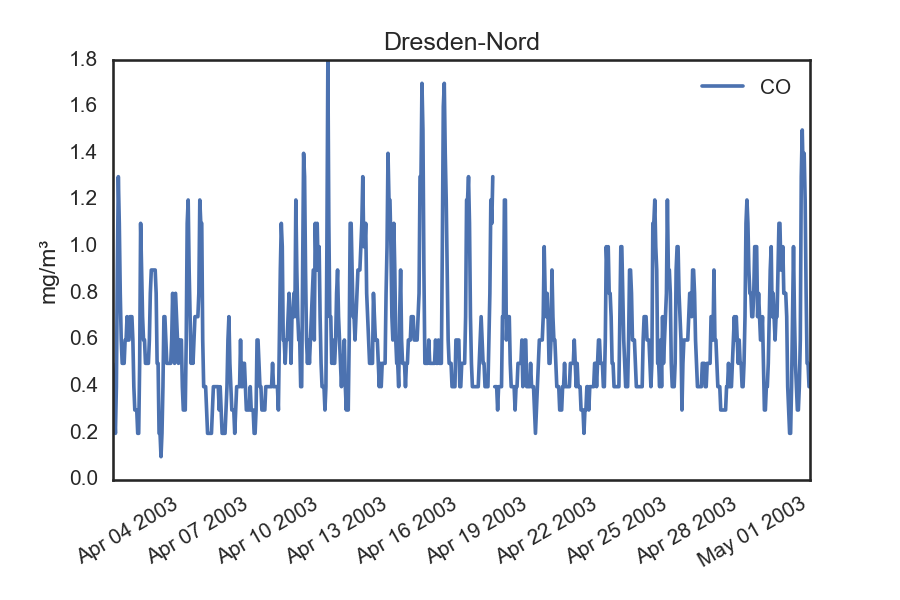 Dresden-Nord
CO
mg/m³
1.8
1.6
1.4
1.2
1.0
0.8
0.6
0.4
0.2
0.0
Apr 04 2003
Apr 07 2003
Apr 10 2003
Apr 13 2003
Apr 16 2003
Apr 19 2003
Apr 22 2003
Apr 25 2003
Apr 28 2003
May 01 2003